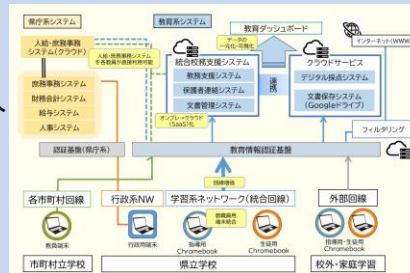 県庁系システム
教育系システム
教育ダッシュボード
データの
一元化・可視化
インターネット(WWW)
人給・庶務事務
システム(クラウド)
人給・庶務事務システム
を各教員が直接利用可能
統合校務支援システム
教務支援システム
保護者連絡システム
文書管理システム
連携
クラウドサービス
デジタル採点システム
文書保存システム
(Googleドライブ)
庶務事務システム
財務会計システム
給与システム
人事システム
オンプレ→クラウド
(SaaS)化
フィルタリング
認証基盤(県庁系)
教育情報認証基盤
回線増強
各市町村回線
行政系NW
学習系ネットワーク(統合回線)
外部回線
教職員用
端末統合
教員端末
行政用端末
指導用
Chromebook
生徒用
Chromebook
指導用・生徒用
Chromebook
市町村立学校
県立学校
校外・家庭学習